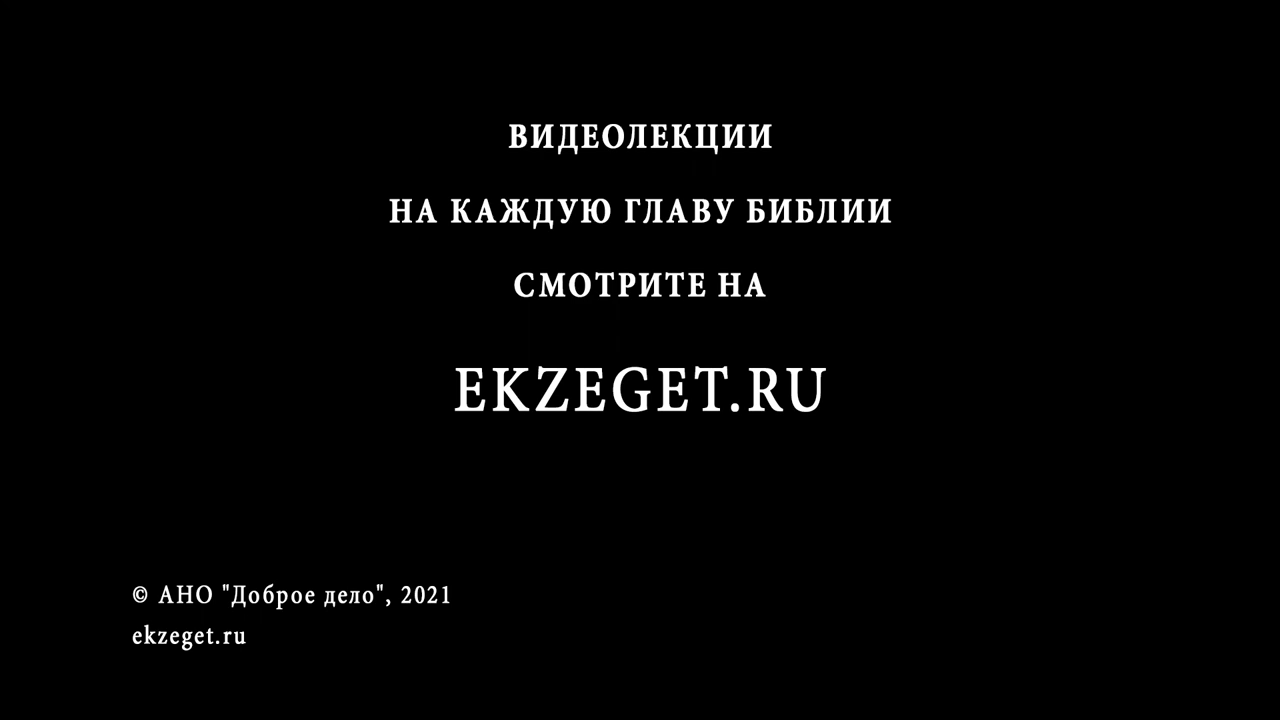 ВИДЕОЛЕКЦИИ
НА КАЖДУЮ ГЛАВУ БИБЛИИ
СМОТРИТЕ НА
EKZEGET.RU
© АНО "Доброе дело", 2021
ekzeget.ru